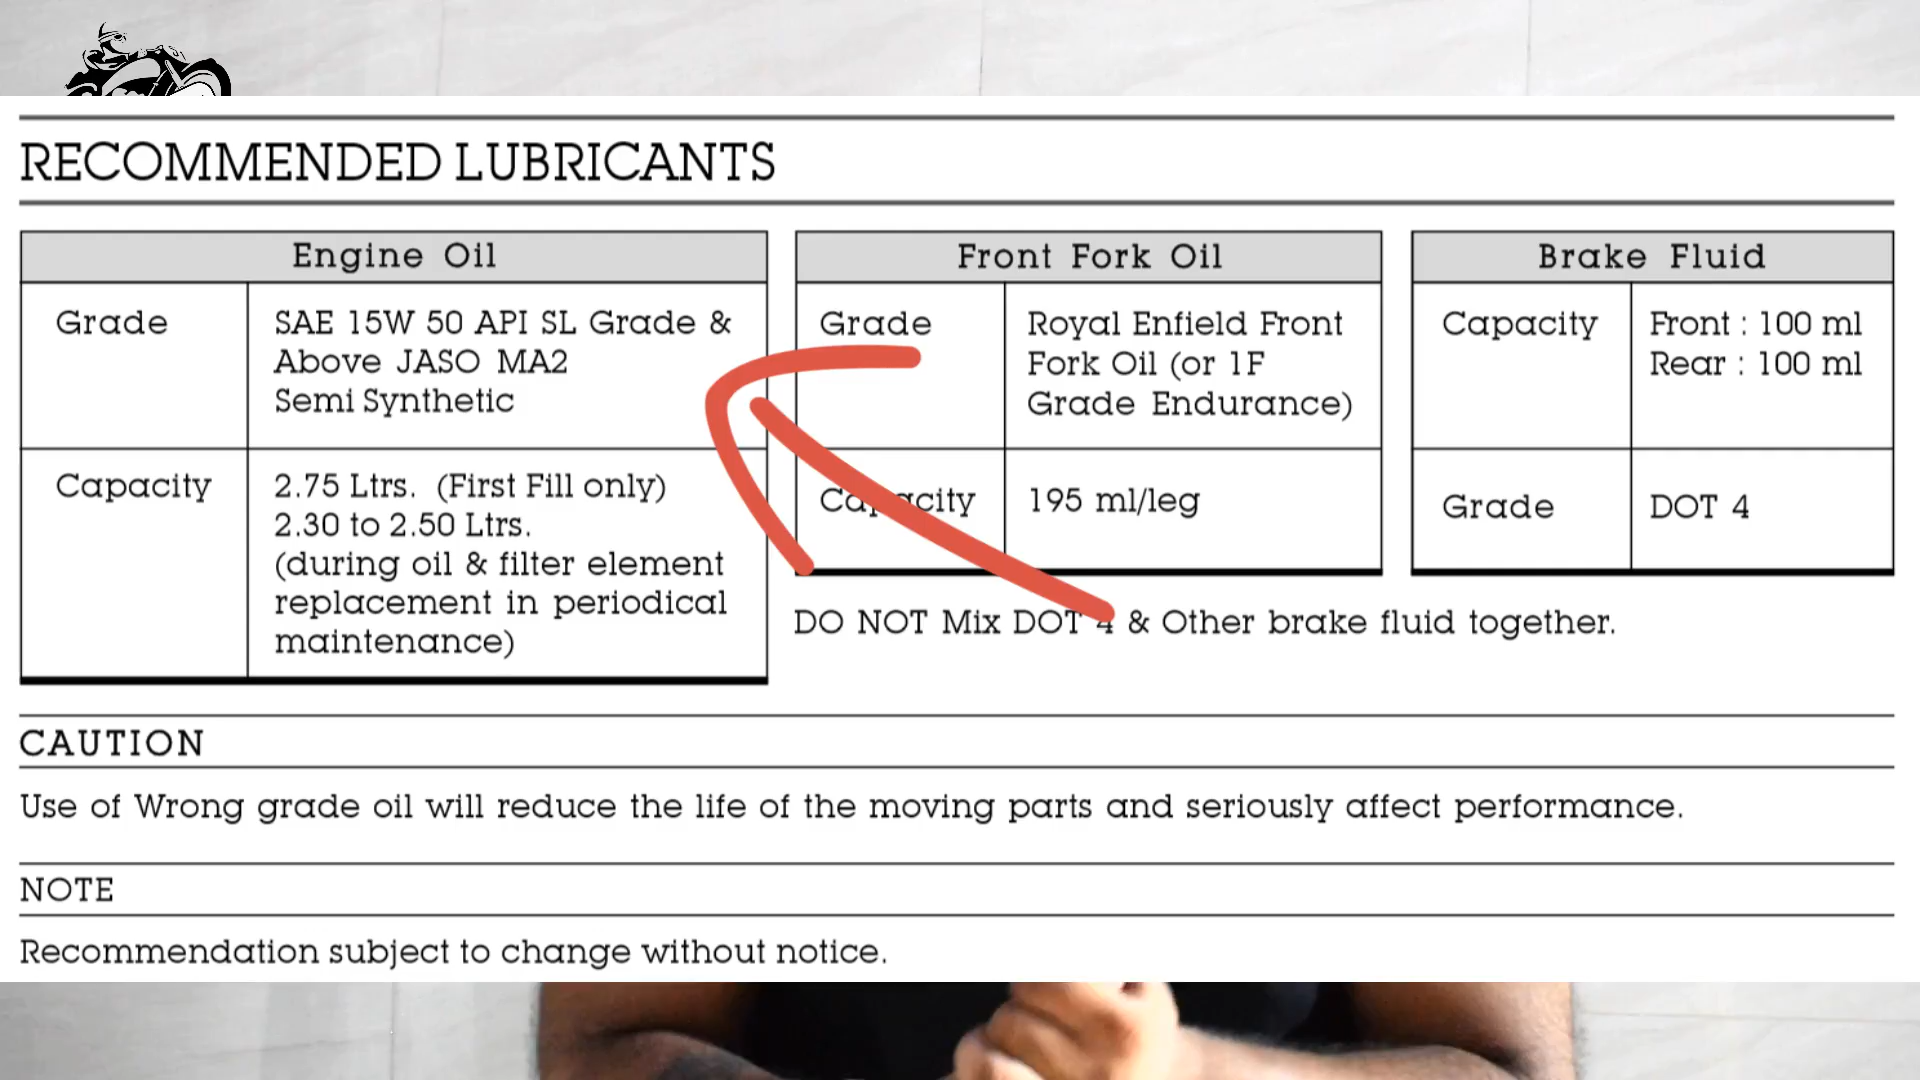 RECOMMENDED LUBRICANTS
Engine Oil
Grade
SAE 15W 50 API SL Grade &
Above JASO MA2
Semi Synthetic
Capacity
2.75 Ltrs. (First Fill only)
2.30 to 2.50 Ltrs.
(during oil & filter element
replacement in periodical
maintenance)
Front Fork Oil
Grade
Royal Enfield Front
Fork Oil (or 1F
Grade Endurance)
Capacity
195 ml/leg
Brake Fluid
Capacity
Front : 100 ml
Rear : 100 ml
Grade
DOT 4
DO NOT Mix DOT 4 & Other brake fluid together.
CAUTION
Use of Wrong grade oil will reduce the life of the moving parts and seriously affect performance.
NOTE
Recommendation subject to change without notice.